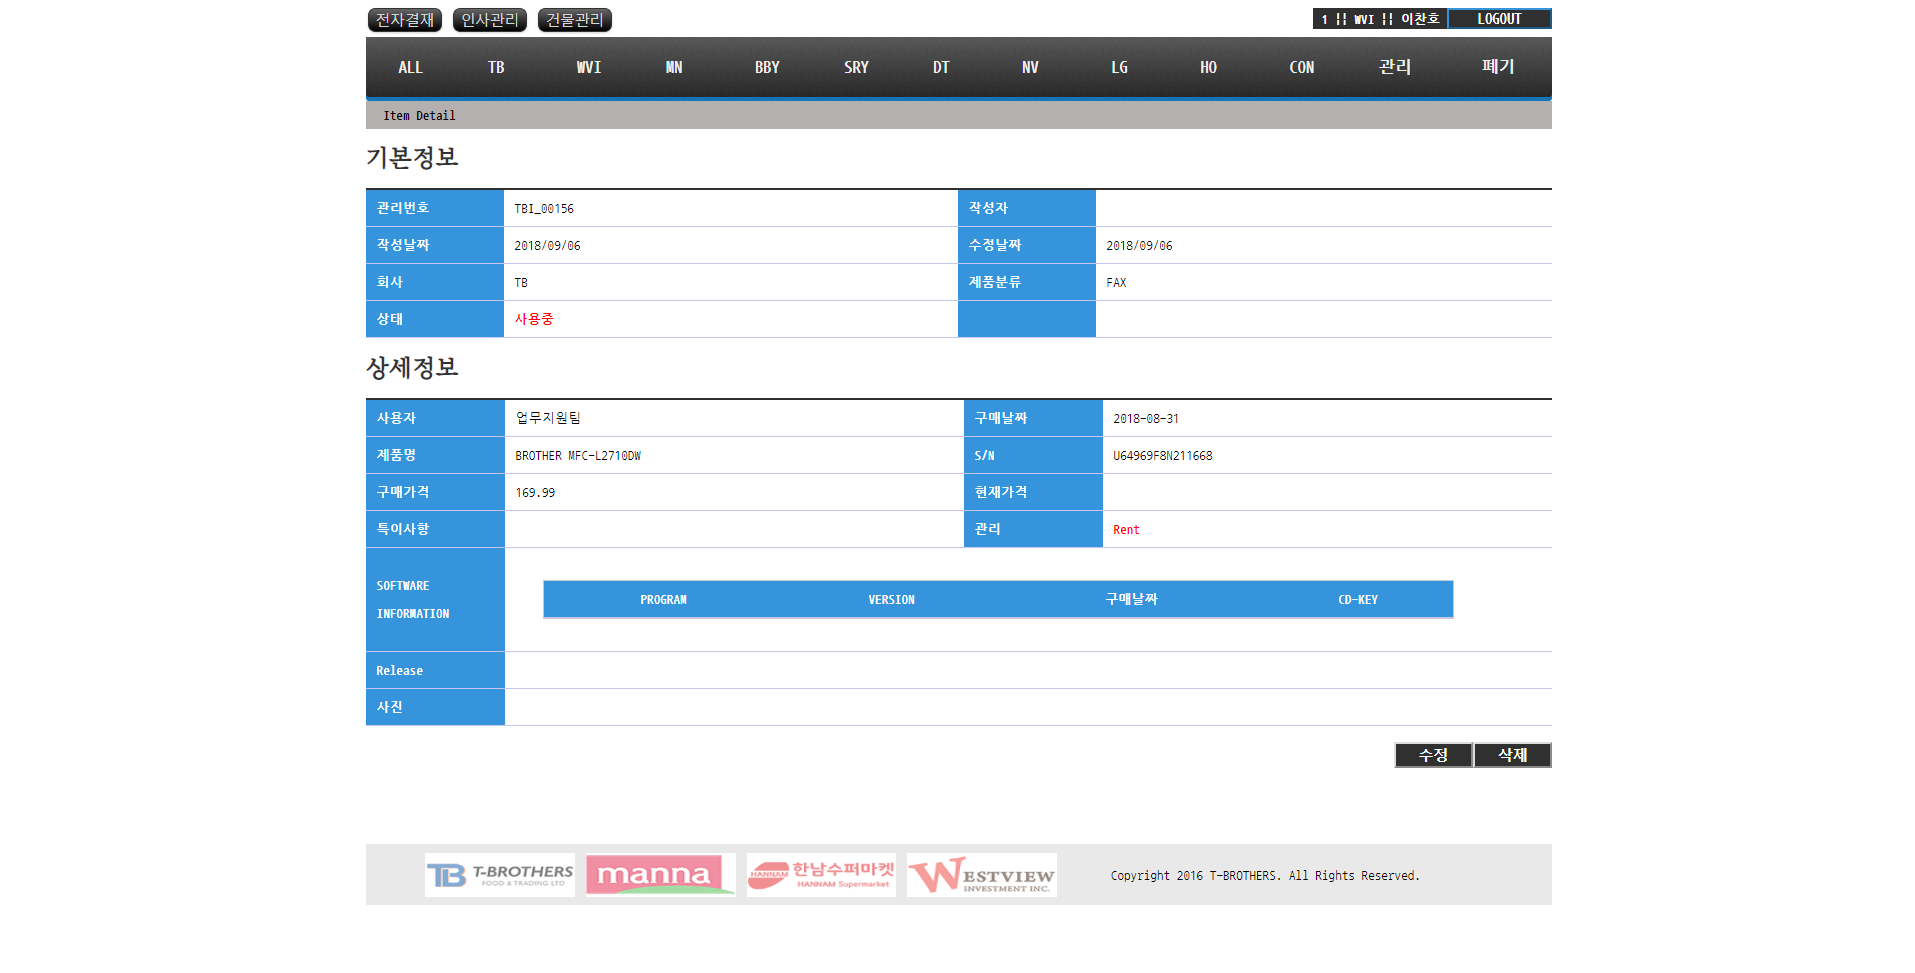 전자결재 인사관리 건물관리 1 || WVI || 이찬호 LOGOUT
ALL TB WVI MN BBY SRY DT NV LG HO CON 관리 폐기
Item Detail
기본정보
관리번호 TBI_00156 작성자
작성날짜 2018/09/06 수정날짜 2018/09/06
회사 TB 제품분류 FAX
상태 사용중
상세정보
사용자 업무지원팀 구매날짜 2018-08-31
제품명 BROTHER MFC-L2710DW S/N U64969F8N211668
구매가격 169.99 현재가격
특이사항 관리 Rent
SOFTWARE
INFORMATION
PROGRAM VERSION 구매날짜 CD-KEY
Release
사진
수정 삭제
TB T-BROTHERS
FOOD & TRADING LTD
manna
HANNAM 한남수퍼마켓
HANNAM Supermarket
WESTVIEW
INVESTMENT INC.
Copyright 2016 T-BROTHERS. All Rights Reserved.